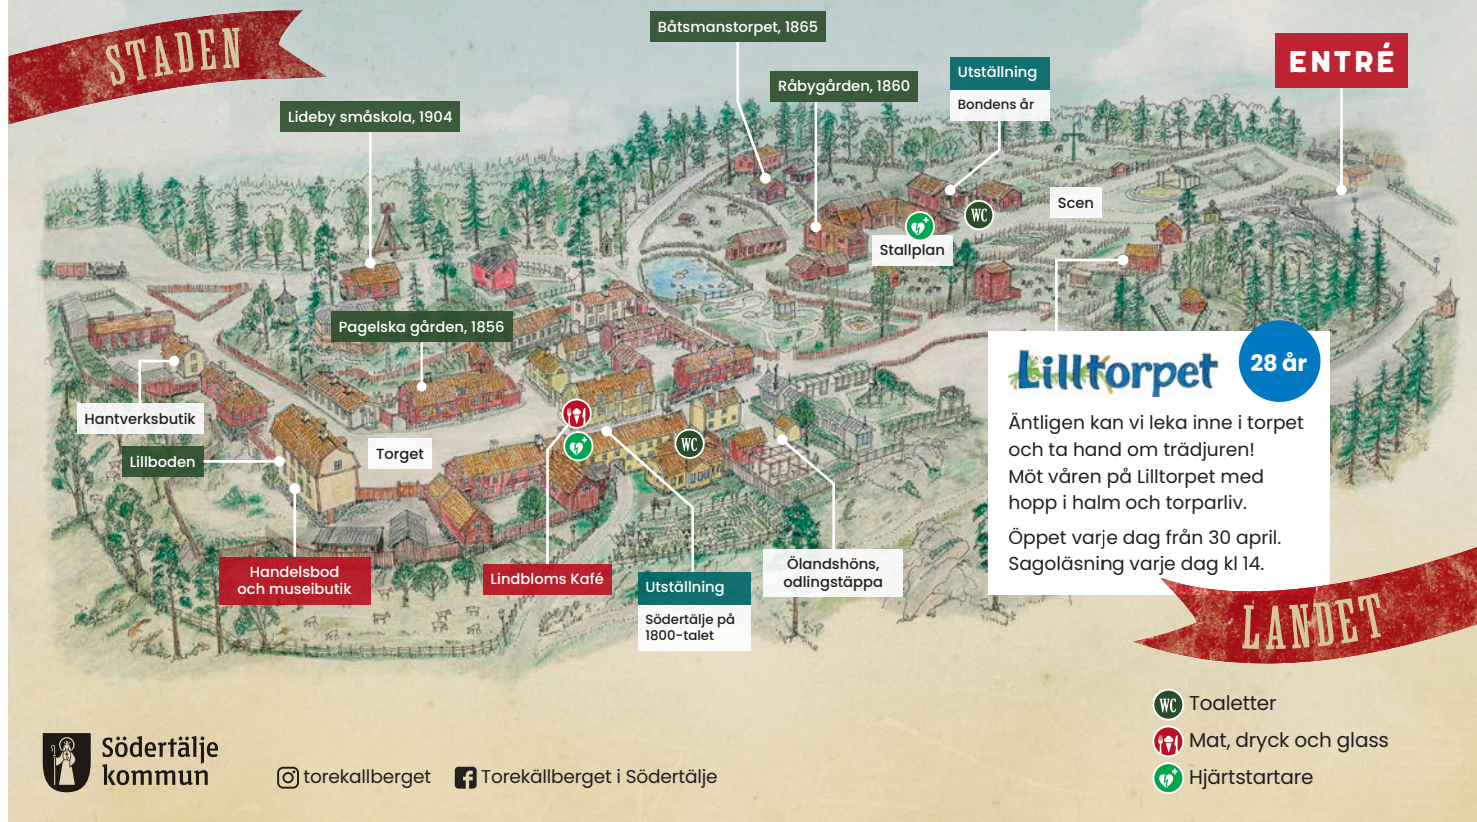 STADEN
Båtsmanstorpet, 1865
ENTRÉ
Utställning
Bondens år
Råbygården, 1860
Lideby småskola, 1904
Scen
WC
Stallplan
Pagelska gården, 1856
Lilltorpet
28 år
Äntligen kan vi leka inne i torpet
och ta hand om trädjuren!
Möt våren på Lilltorpet med
hopp i halm och torparliv.
Öppet varje dag från 30 april.
Sagoläsning varje dag kl 14.
Hantverksbutik
Lillboden
Torget
WC
Handelsbod
och museibutik
Lindbloms Kafé
Utställning
Södertälje på
1800-talet
Ölandshöns,
odlingstäppa
LANDET
WC Toaletter
Mat, dryck och glass
Hjärtstartare
Södertälje
kommun
torekallberget
Torekällberget i Södertälje